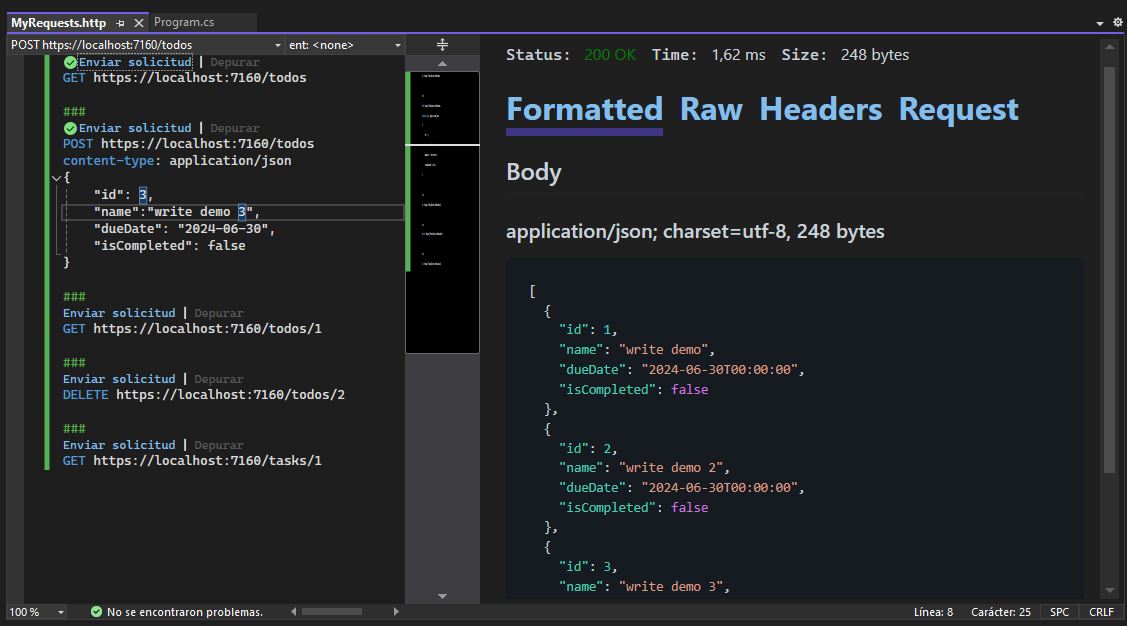 MyRequests.http
Program.cs
POST https://localhost:7160/todos
ent: <none>
Enviar solicitud | Depurar
GET https://localhost:7160/todos
###
Enviar solicitud | Depurar
POST https://localhost:7160/todos
content-type: application/json
{
"id": 3,
"name":"write demo 3",
"dueDate": "2024-06-30",
"isCompleted": false
}
###
Enviar solicitud | Depurar
GET https://localhost:7160/todos/1
###
Enviar solicitud | Depurar
DELETE https://localhost:7160/todos/2
###
Enviar solicitud | Depurar
GET https://localhost:7160/tasks/1
Status: 200 OK Time: 1,62 ms Size: 248 bytes
Formatted Raw Headers Request
Body
application/json; charset=utf-8, 248 bytes
[
{
"id": 1,
"name": "write demo",
"dueDate": "2024-06-30T00:00:00",
"isCompleted": false
},
{
"id": 2,
"name": "write demo 2",
"dueDate": "2024-06-30T00:00:00",
"isCompleted": false
},
{
"id": 3,
"name": "write demo 3",
100 %
No se encontraron problemas.
Línea: 8 Carácter: 25 SPC CRLF